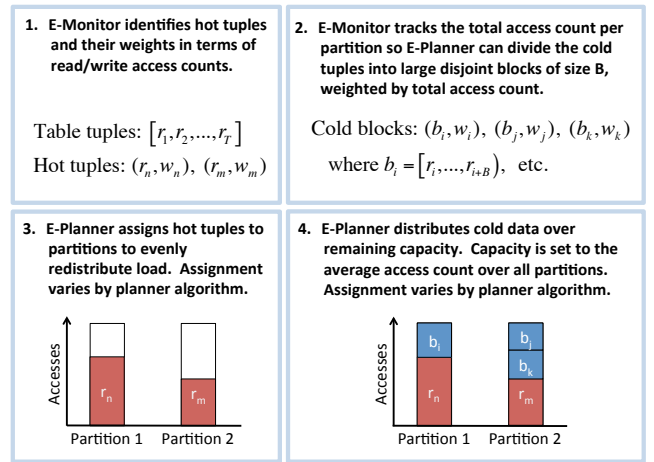 1. E-Monitor identifies hot tuples
and their weights in terms of
read/write access counts.
Table tuples: [r₁,r₂,...,r_T]
Hot tuples: (rₙ,wₙ), (rₘ,wₘ)
2. E-Monitor tracks the total access count per
partition so E-Planner can divide the cold
tuples into large disjoint blocks of size B,
weighted by total access count.
Cold blocks: (bᵢ,wᵢ), (bⱼ,wⱼ), (bₖ,wₖ)
where bᵢ = [rᵢ,...,rᵢ₊B), etc.
3. E-Planner assigns hot tuples to
partitions to evenly
redistribute load. Assignment
varies by planner algorithm.
Accesses
rₙ
rₘ
Partition 1 Partition 2
4. E-Planner distributes cold data over
remaining capacity. Capacity is set to the
average access count over all partitions.
Assignment varies by planner algorithm.
Accesses
bᵢ
rₙ
bⱼ
bₖ
rₘ
Partition 1 Partition 2